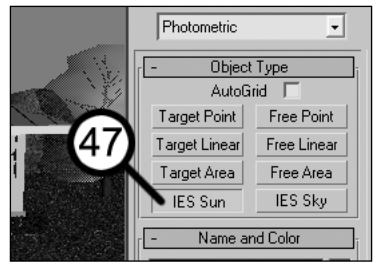 Photometric
- Object Type
AutoGrid
Target Point Free Point
Target Linear Free Linear
Target Area Free Area
IES Sun IES Sky
- Name and Color
47